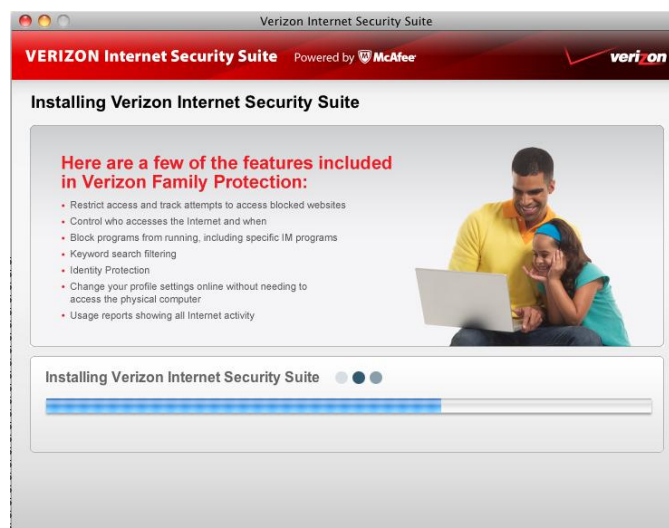 Verizon Internet Security Suite
VERIZON Internet Security Suite Powered by McAfee verizon
Installing Verizon Internet Security Suite
Here are a few of the features included
in Verizon Family Protection:
• Restrict access and track attempts to access blocked websites
• Control who accesses the Internet and when
• Block programs from running, including specific IM programs
• Keyword search filtering
• Identity Protection
• Change your profile settings online without needing to
access the physical computer
• Usage reports showing all Internet activity
Installing Verizon Internet Security Suite